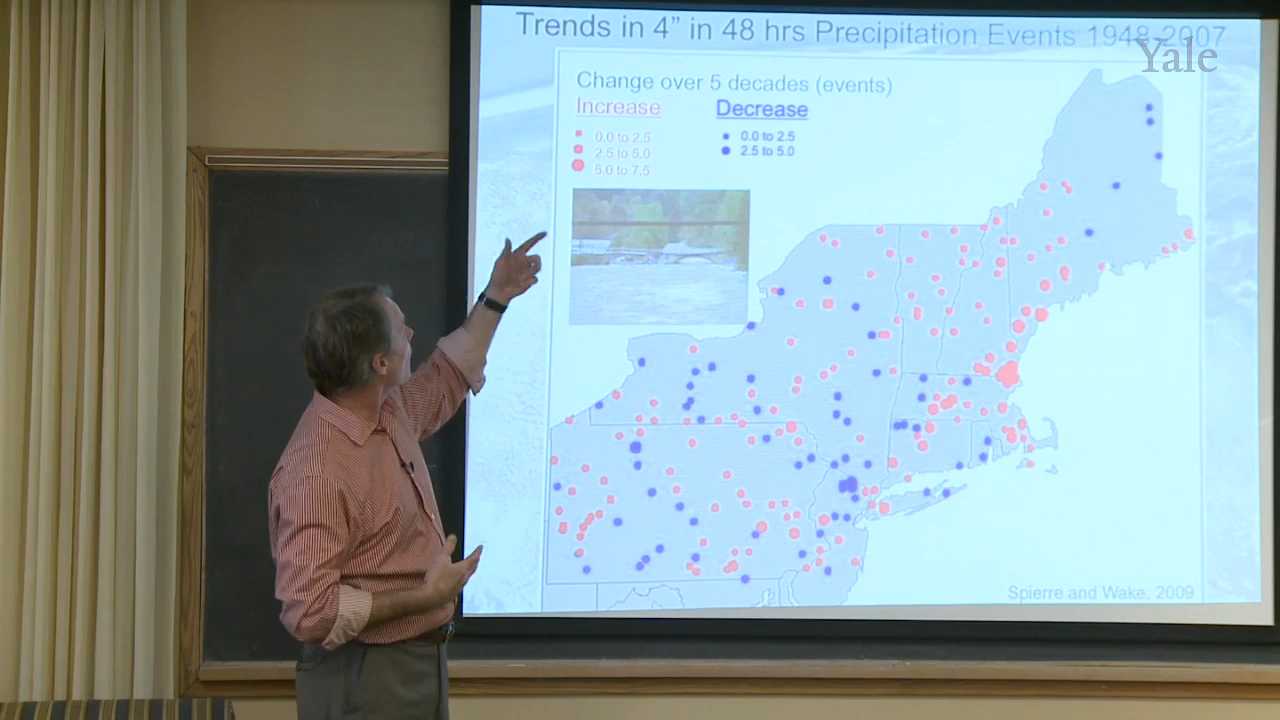 Trends in 4” in 48 hrs Precipitation Events 1948-2007
Yale
Change over 5 decades (events)
Increase Decrease
0.0 to 2.5 0.0 to 2.5
2.5 to 5.0 2.5 to 5.0
5.0 to 7.5
Spierre and Wake, 2009